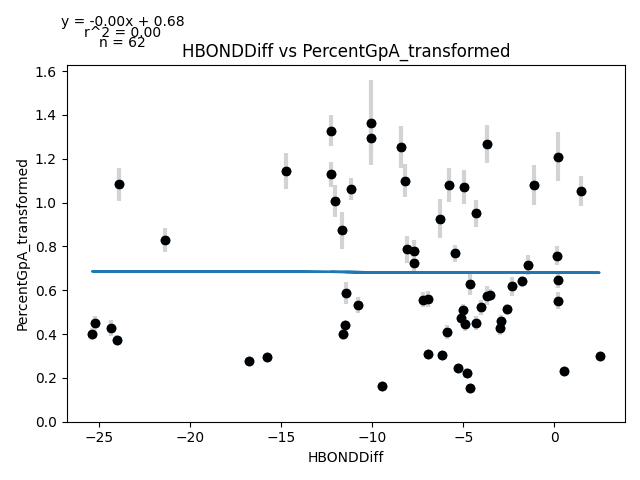 y = -0.00x + 0.68
r^2 = 0.00
n = 62
HBONDDiff vs PercentGpA_transformed
PercentGpA_transformed
1.6
1.4
1.2
1.0
0.8
0.6
0.4
0.2
0.0
−25
−20
−15
−10
−5
0
HBONDDiff